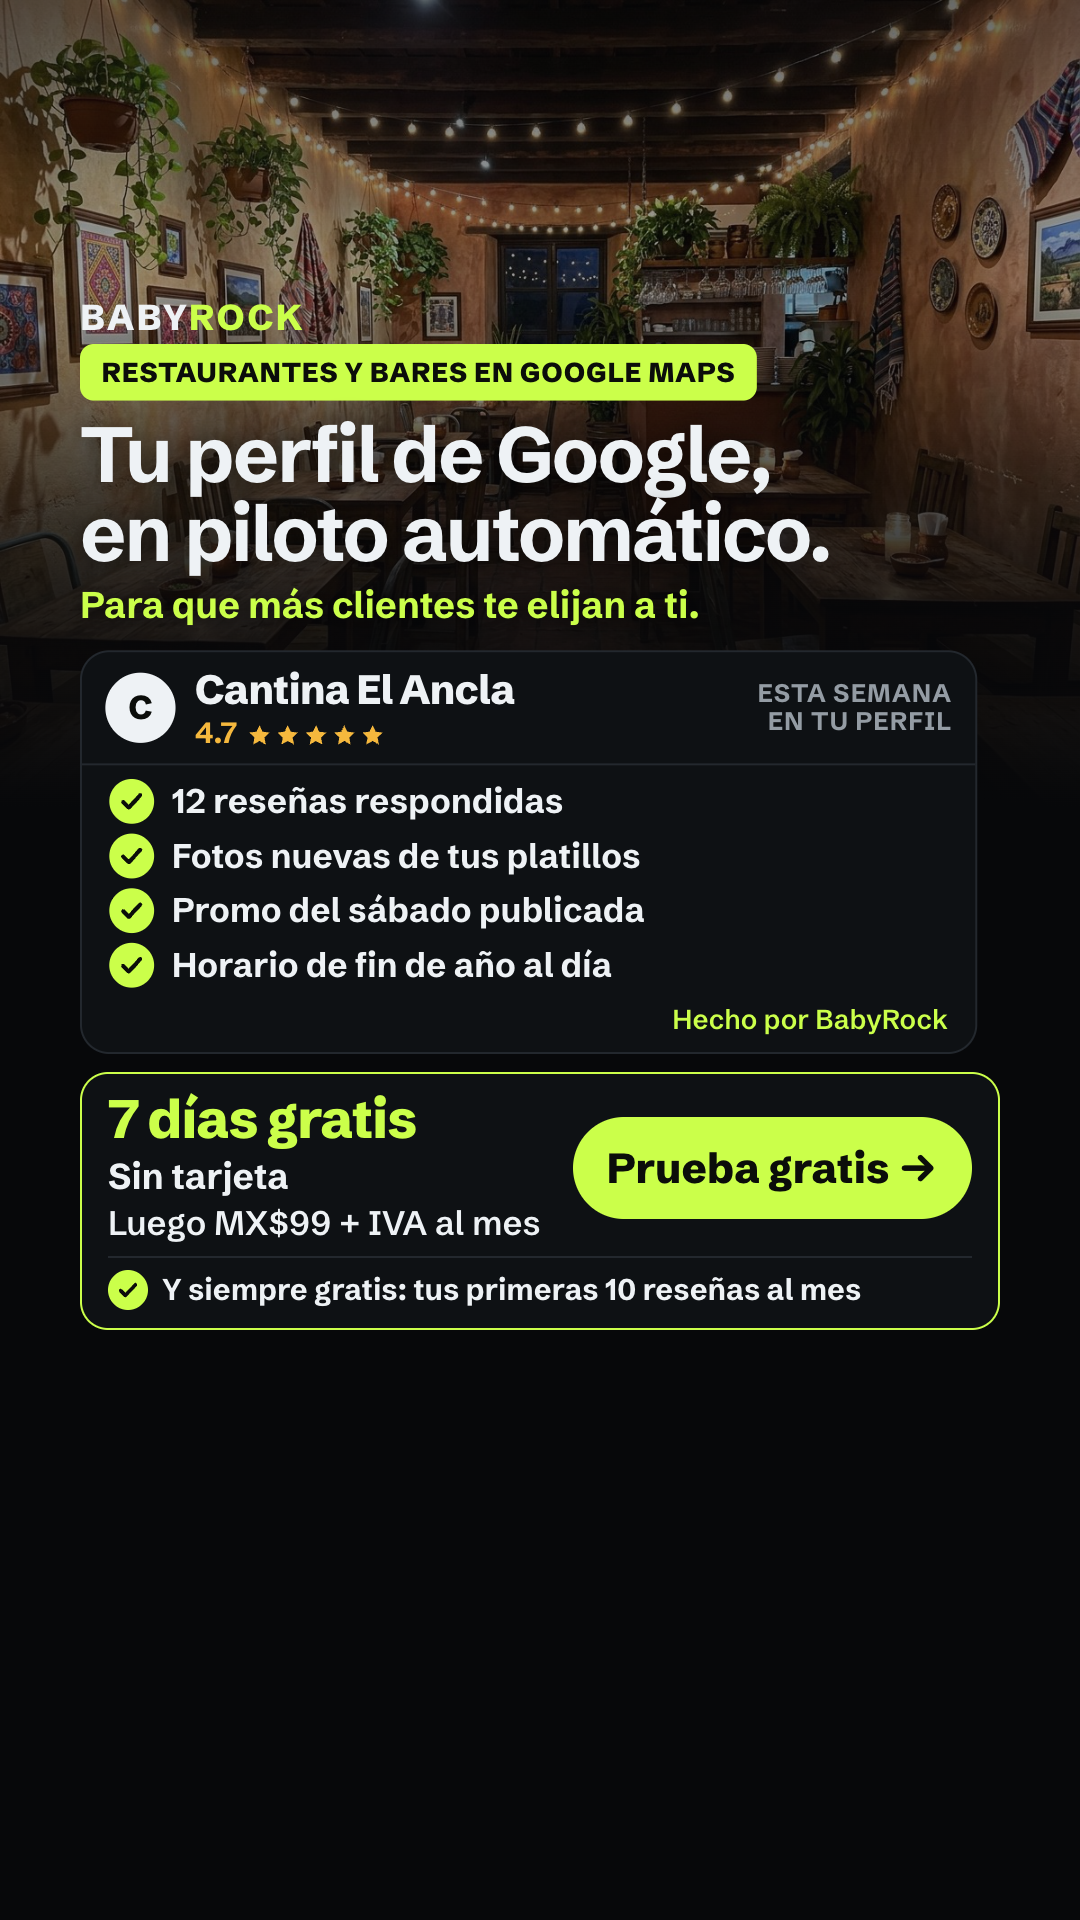 BABYROCK
RESTAURANTES Y BARES EN GOOGLE MAPS
Tu perfil de Google,
en piloto automático.
Para que más clientes te elijan a ti.
C
Cantina El Ancla
4.7
ESTA SEMANA
EN TU PERFIL
12 reseñas respondidas
Fotos nuevas de tus platillos
Promo del sábado publicada
Horario de fin de año al día
Hecho por BabyRock
7 días gratis
Sin tarjeta
Luego MX$99 + IVA al mes
Prueba gratis →
Y siempre gratis: tus primeras 10 reseñas al mes